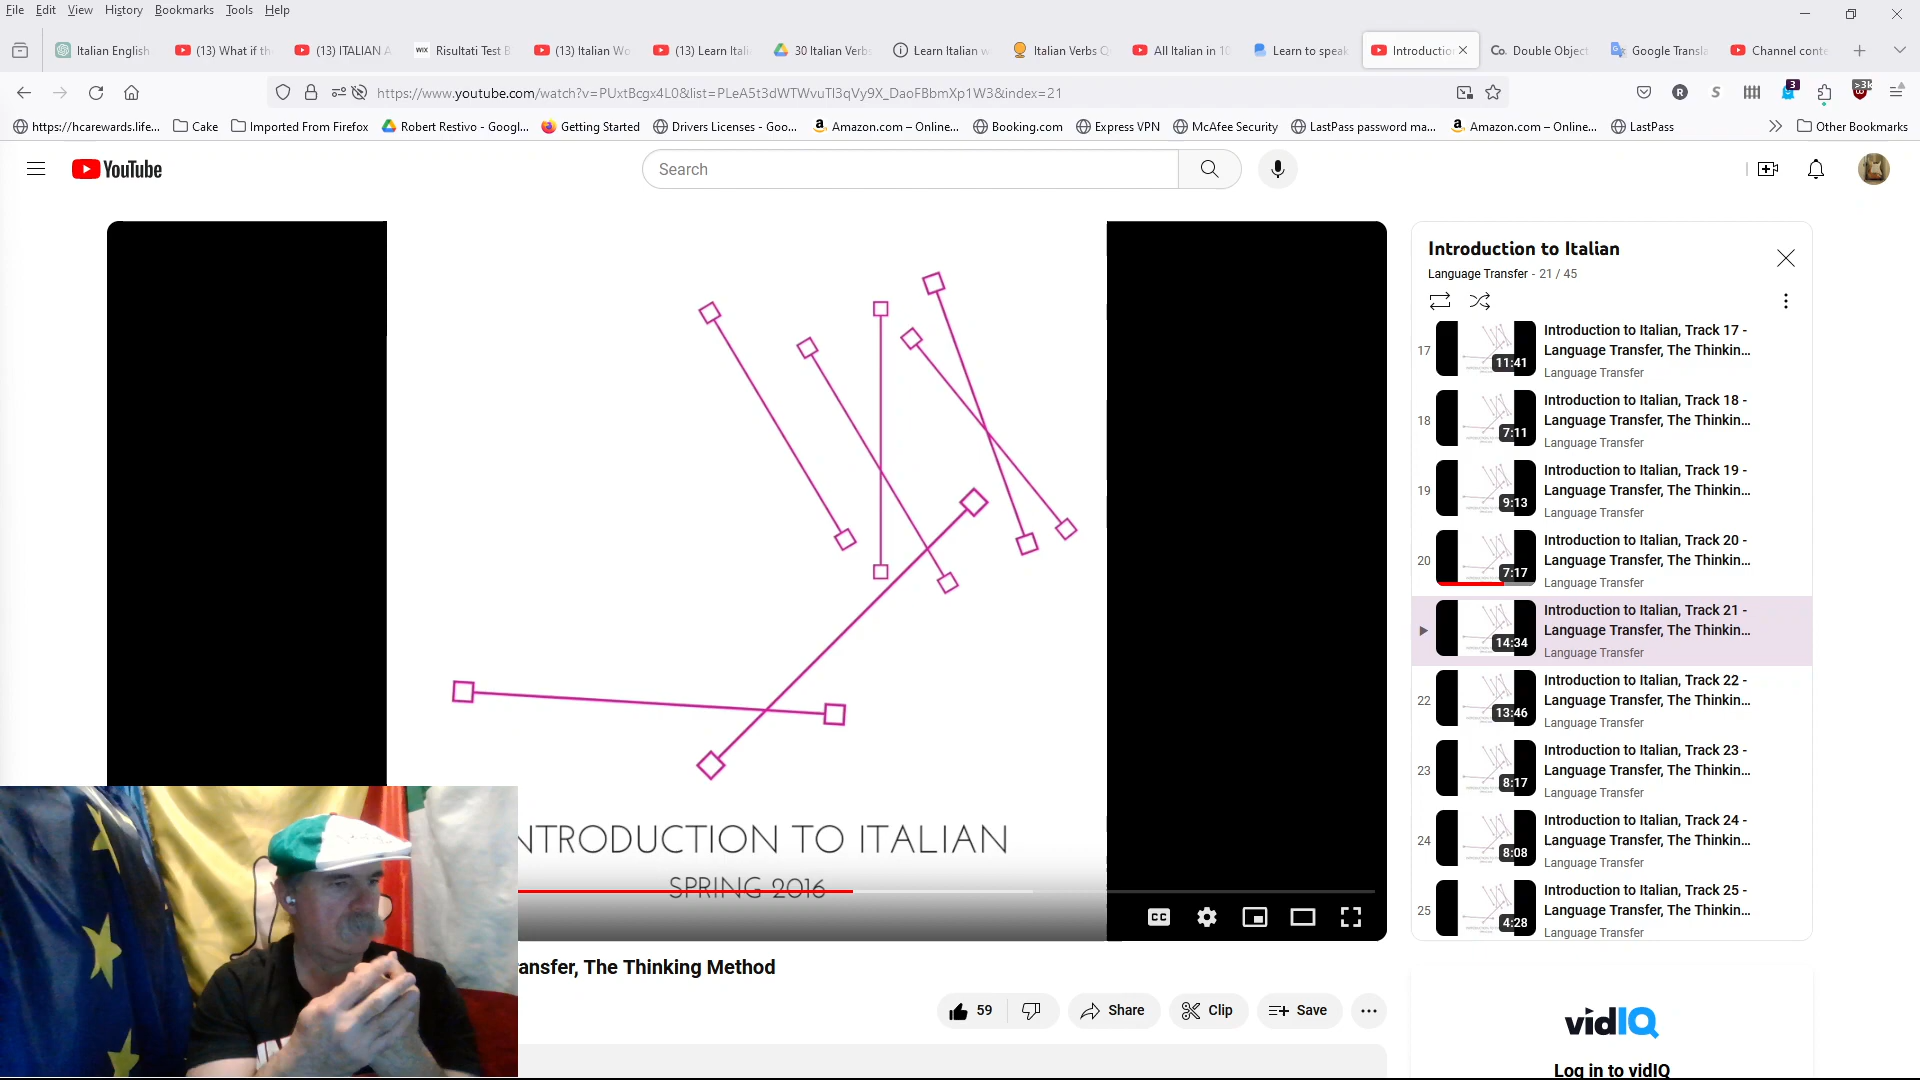 File Edit View History Bookmarks Tools Help
Italian English
(13) What if th
(13) ITALIAN A
WiX Risultati Test B
(13) Italian Wo
(13) Learn Itali
30 Italian Verbs
Learn Italian w
Italian Verbs Q
All Italian in 10
Learn to speak
Introductio
Co. Double Object
Google Transla
Channel conte
https://www.youtube.com/watch?v=PUxtBcgx4L0&list=PLeA5t3dWTWvuTl3qVy9X_DaoFBbmXp1W3&index=21
R S 3 >3k
https://hcarewards.life...
Cake
Imported From Firefox
Robert Restivo - Googl...
Getting Started
Drivers Licenses - Goo...
Amazon.com – Online...
Booking.com
Express VPN
McAfee Security
LastPass password ma...
Amazon.com – Online...
LastPass
Other Bookmarks
YouTube
Search
NTRODUCTION TO ITALIAN
SPRING 2016
CC
ansfer, The Thinking Method
59
Share
Clip
Save
Introduction to Italian
Language Transfer - 21 / 45
17
11:41
Introduction to Italian, Track 17 -
Language Transfer, The Thinkin...
Language Transfer
18
7:11
Introduction to Italian, Track 18 -
Language Transfer, The Thinkin...
Language Transfer
19
9:13
Introduction to Italian, Track 19 -
Language Transfer, The Thinkin...
Language Transfer
20
7:17
Introduction to Italian, Track 20 -
Language Transfer, The Thinkin...
Language Transfer
14:34
Introduction to Italian, Track 21 -
Language Transfer, The Thinkin...
Language Transfer
22
13:46
Introduction to Italian, Track 22 -
Language Transfer, The Thinkin...
Language Transfer
23
8:17
Introduction to Italian, Track 23 -
Language Transfer, The Thinkin...
Language Transfer
24
8:08
Introduction to Italian, Track 24 -
Language Transfer, The Thinkin...
Language Transfer
25
4:28
Introduction to Italian, Track 25 -
Language Transfer, The Thinkin...
Language Transfer
vidIQ
Log in to vidIQ